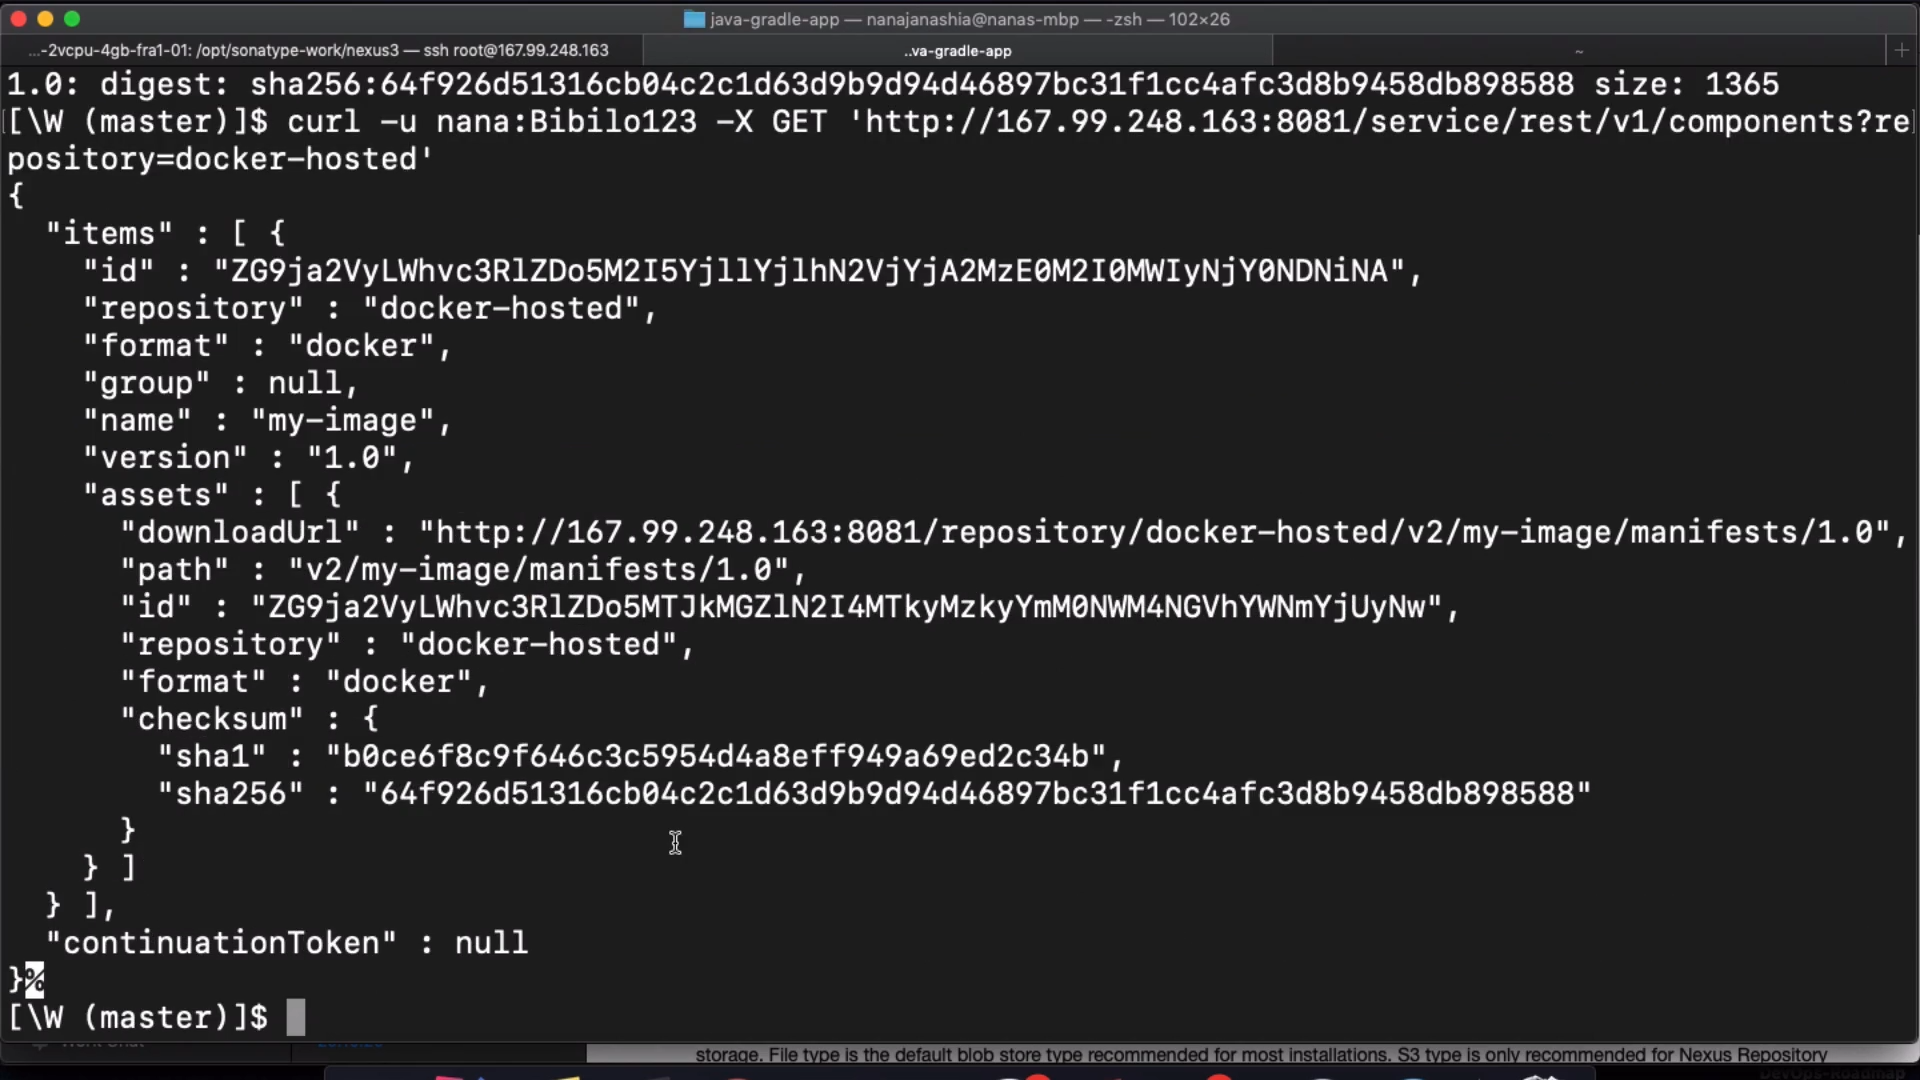 java-gradle-app — nanajanashia@nanas-mbp — -zsh — 102×26
...-2vcpu-4gb-fra1-01: /opt/sonatype-work/nexus3 — ssh root@167.99.248.163
..va-gradle-app
~
+
1.0: digest: sha256:64f926d51316cb04c2c1d63d9b9d94d46897bc31f1cc4afc3d8b9458db898588 size: 1365
[\W (master)]$ curl -u nana:Bibilo123 -X GET 'http://167.99.248.163:8081/service/rest/v1/components?re
pository=docker-hosted'
{
  "items" : [ {
    "id" : "ZG9ja2VyLWhvc3RlZDo5M2I5YjllYjlhN2VjYjA2MzE0M2I0MWIyNjY0NDNiNA",
    "repository" : "docker-hosted",
    "format" : "docker",
    "group" : null,
    "name" : "my-image",
    "version" : "1.0",
    "assets" : [ {
      "downloadUrl" : "http://167.99.248.163:8081/repository/docker-hosted/v2/my-image/manifests/1.0",
      "path" : "v2/my-image/manifests/1.0",
      "id" : "ZG9ja2VyLWhvc3RlZDo5MTJkMGZlN2I4MTkyMzkyYmM0NWM4NGVhYWNmYjUyNw",
      "repository" : "docker-hosted",
      "format" : "docker",
      "checksum" : {
        "sha1" : "b0ce6f8c9f646c3c5954d4a8eff949a69ed2c34b",
        "sha256" : "64f926d51316cb04c2c1d63d9b9d94d46897bc31f1cc4afc3d8b9458db898588"
      }
    } ]
  } ],
  "continuationToken" : null
}%
[\W (master)]$
storage. File type is the default blob store type recommended for most installations. S3 type is only recommended for Nexus Repository
DevOps-Roadmap